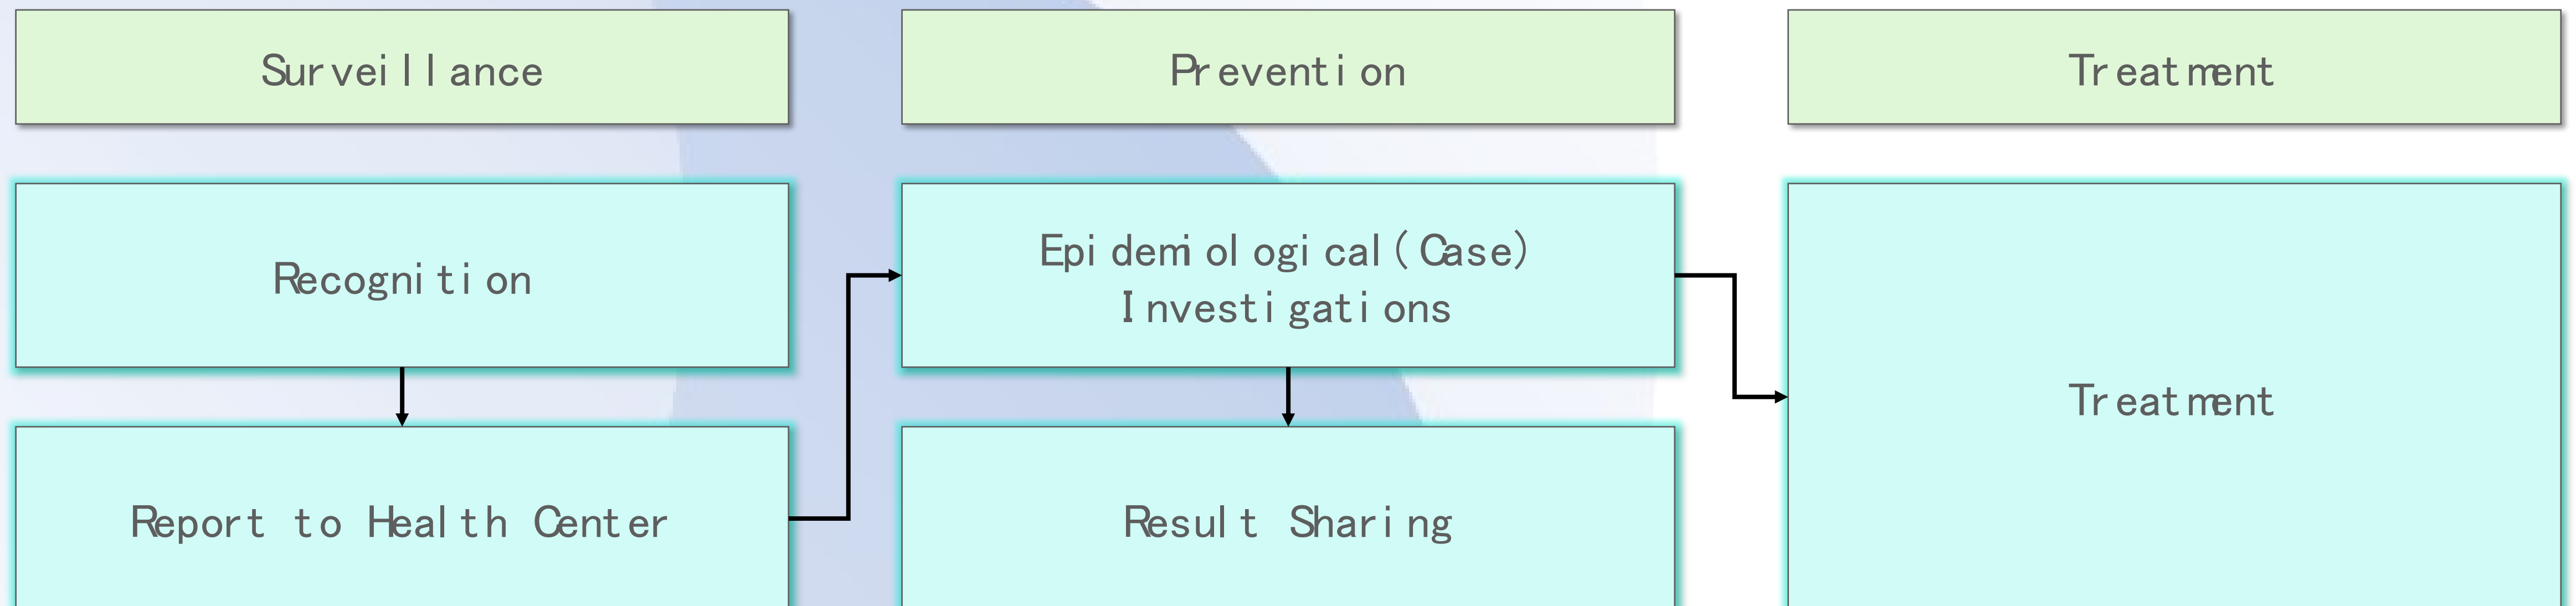 Surveillance
Prevention
Treatment
Recognition
Epidemiological(Case)
Investigations
Treatment
Report to Health Center
Result Sharing